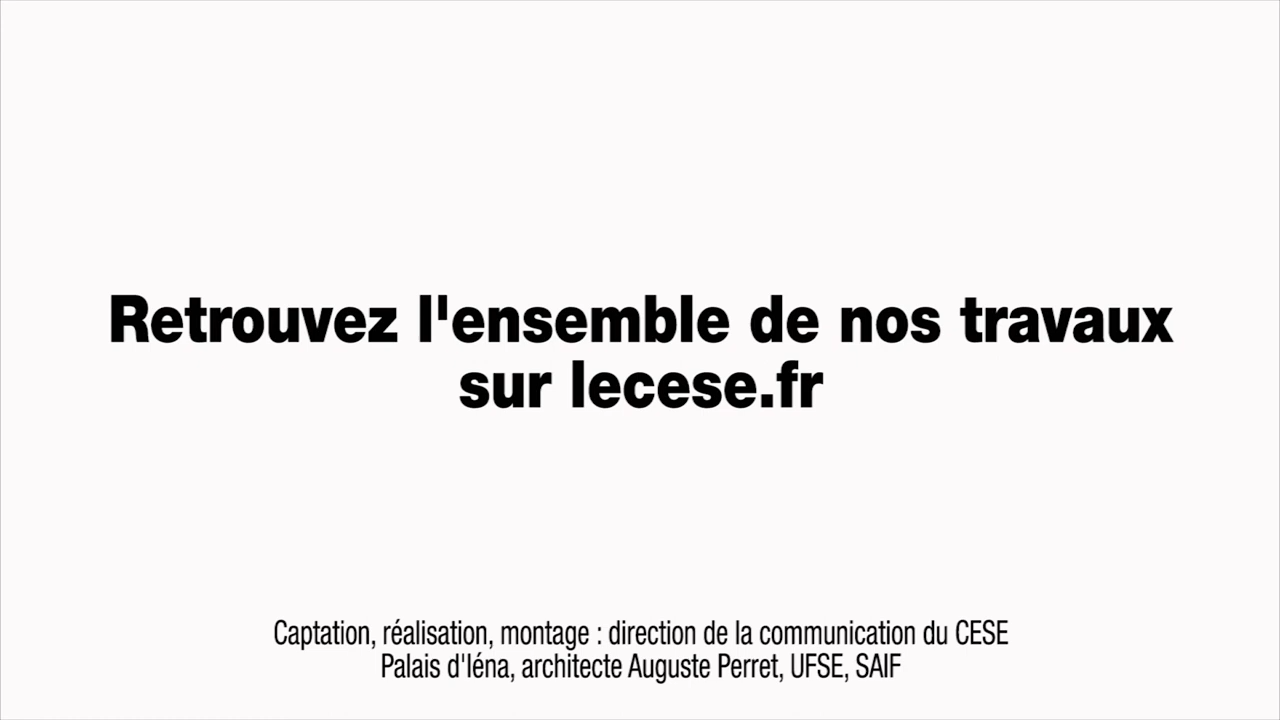 Retrouvez l'ensemble de nos travaux
sur lecese.fr
Captation, réalisation, montage : direction de la communication du CESE
Palais d'Iéna, architecte Auguste Perret, UFSE, SAIF